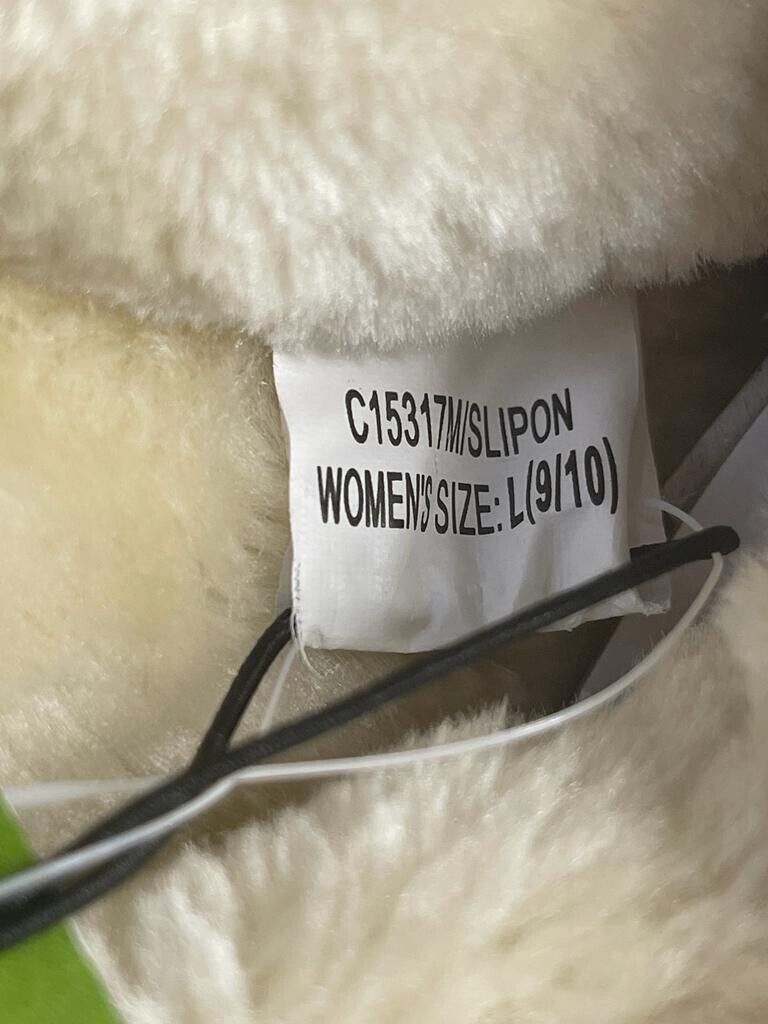 C15317M/SLIPON
WOMEN'S SIZE: L(9/10)